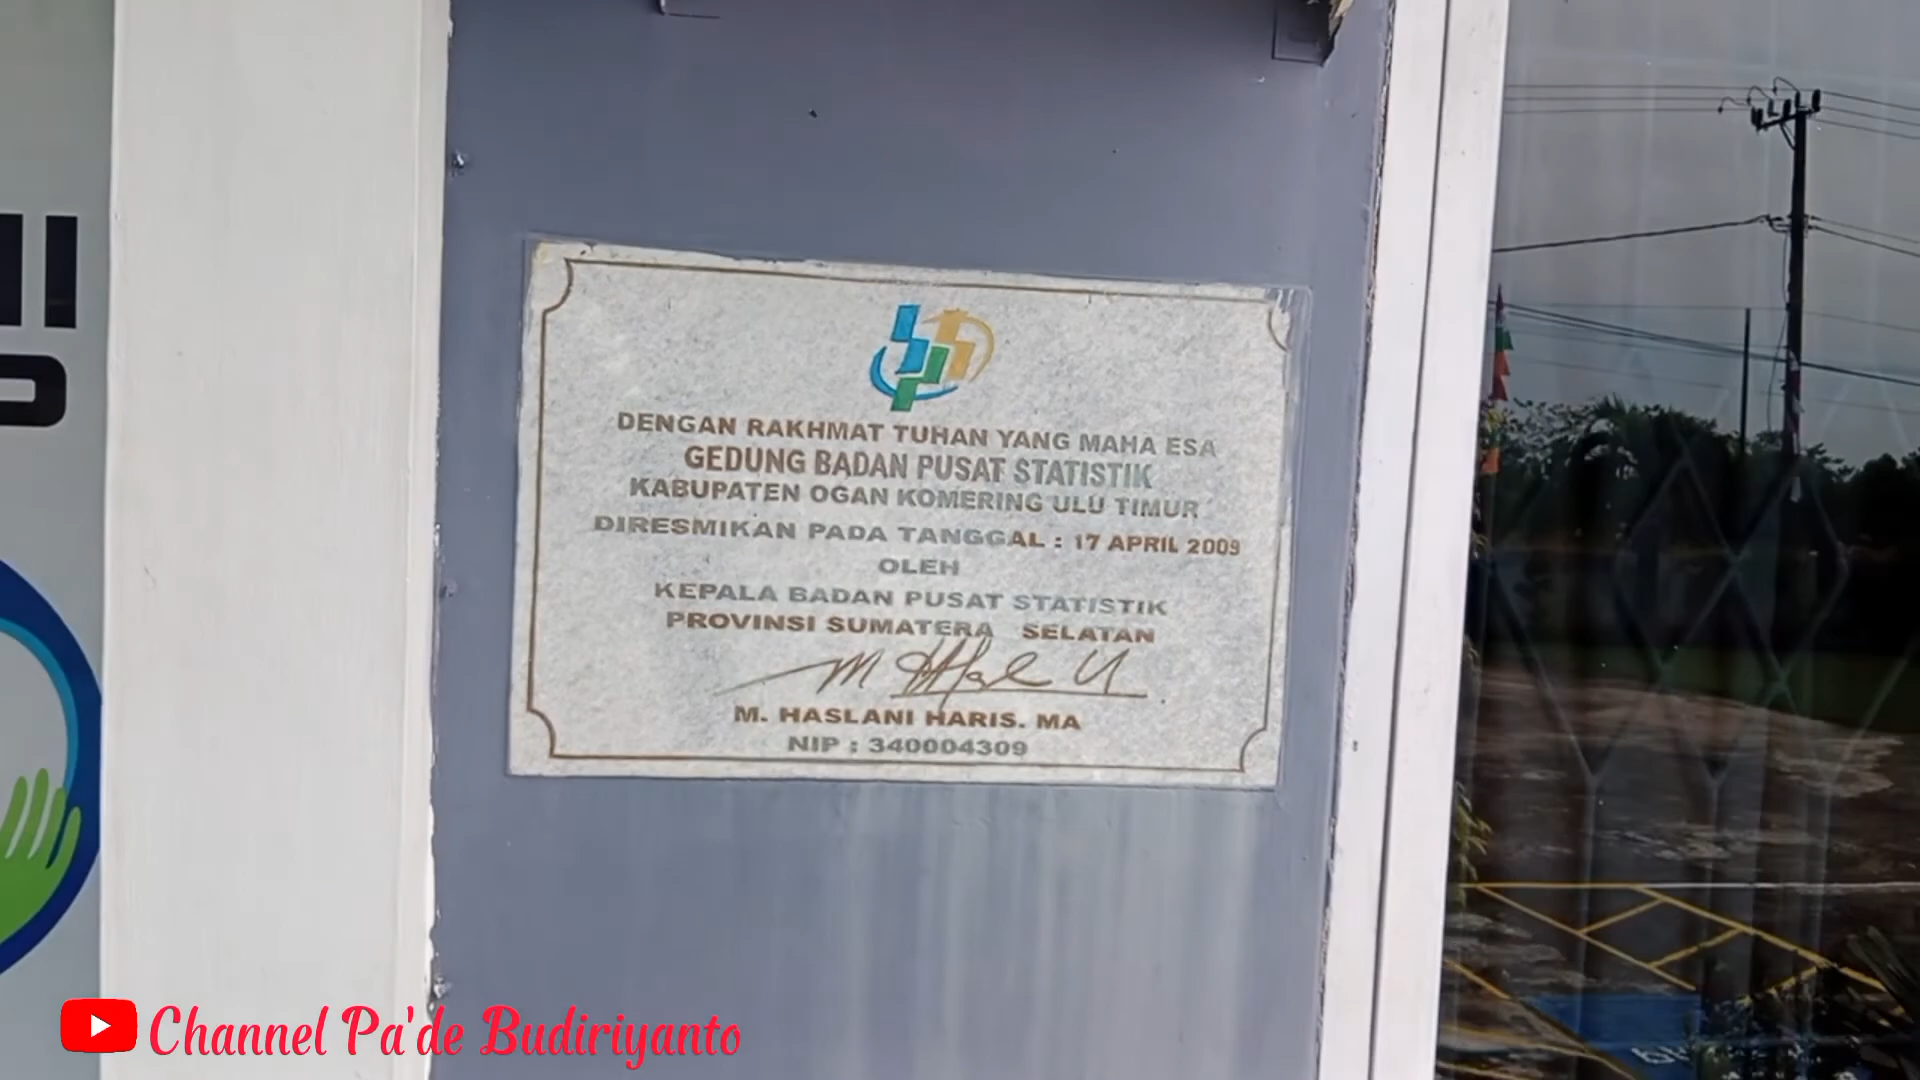 DENGAN RAKHMAT TUHAN YANG MAHA ESA
GEDUNG BADAN PUSAT STATISTIK
KABUPATEN OGAN KOMERING ULU TIMUR
DIRESMIKAN PADA TANGGAL : 17 APRIL 2009
OLEH
KEPALA BADAN PUSAT STATISTIK
PROVINSI SUMATERA SELATAN
M. HASLANI HARIS. MA
NIP : 340004309
Channel Pa'de Budiriyanto